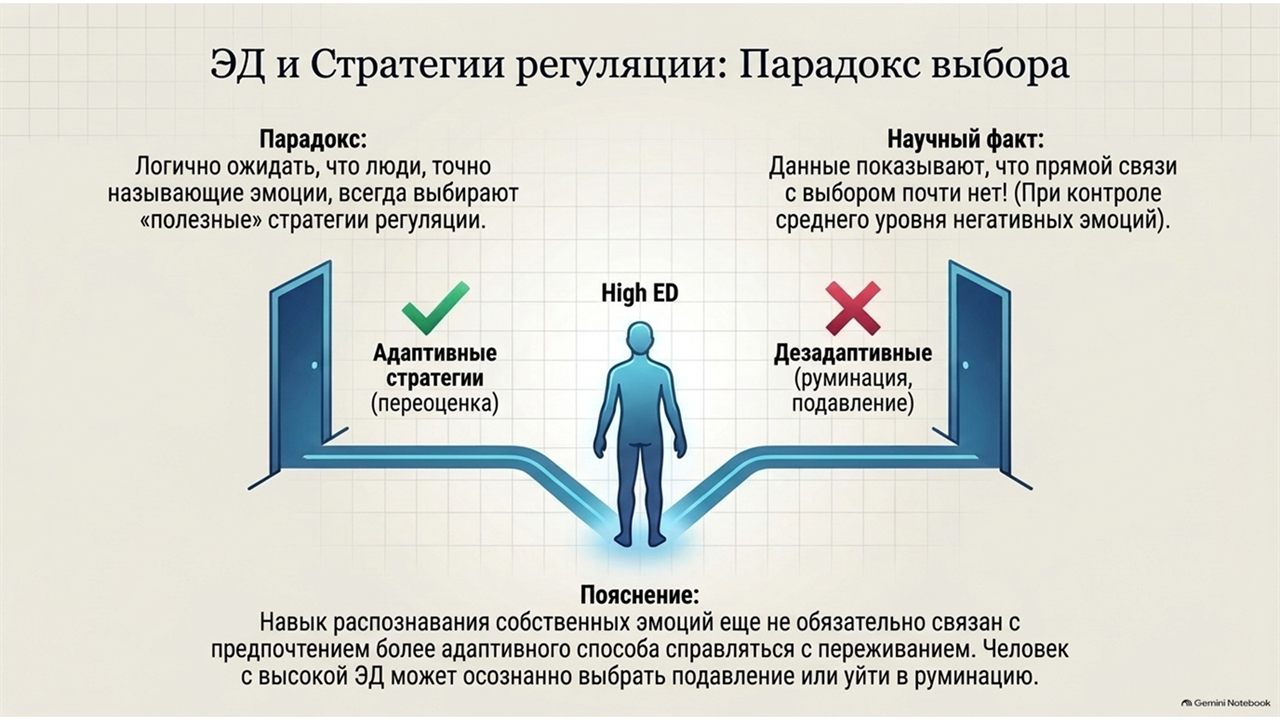 ЭД и Стратегии регуляции: Парадокс выбора
Парадокс:
Логично ожидать, что люди, точно
называющие эмоции, всегда выбирают
«полезные» стратегии регуляции.
Научный факт:
Данные показывают, что прямой связи
с выбором почти нет! (При контроле
среднего уровня негативных эмоций).
High ED
Адаптивные
стратегии
(переоценка)
Дезадаптивные
(руминация,
подавление)
Пояснение:
Навык распознавания собственных эмоций еще не обязательно связан с
предпочтением более адаптивного способа справляться с переживанием. Человек
с высокой ЭД может осознанно выбрать подавление или уйти в руминацию.
Gemini Notebook